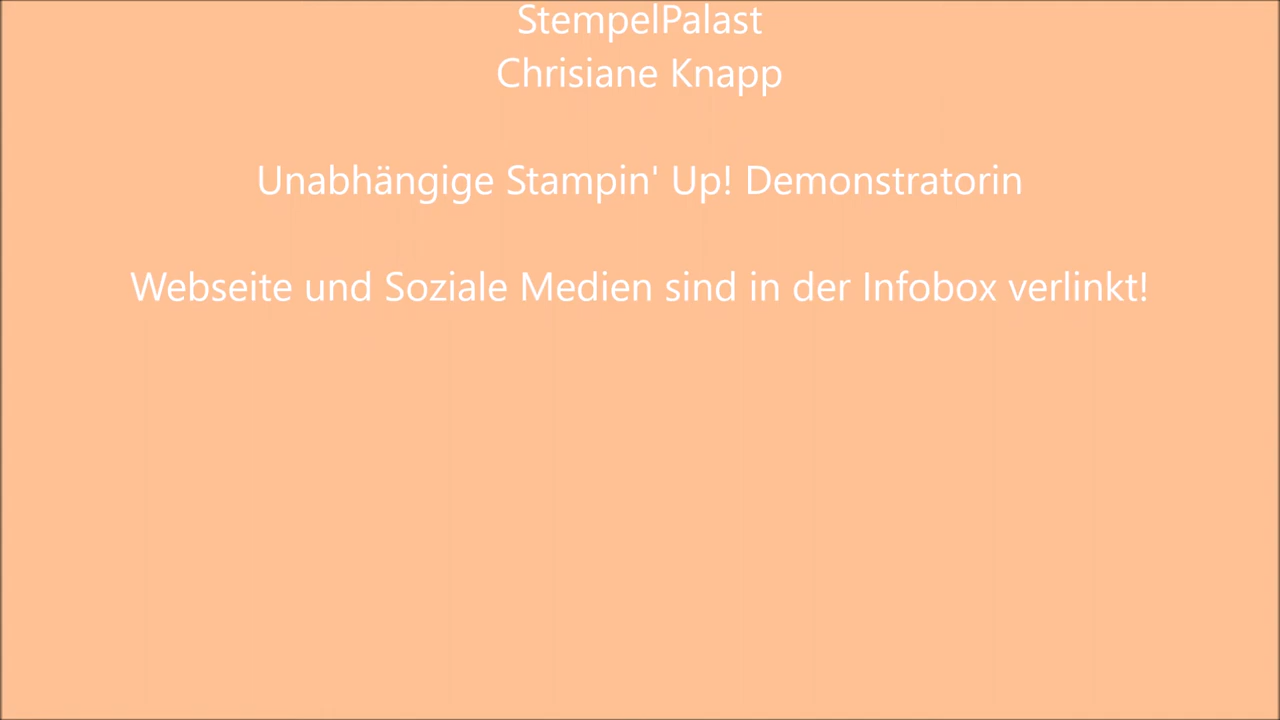 StempelPalast
Chrisiane Knapp
Unabhängige Stampin' Up! Demonstratorin
Webseite und Soziale Medien sind in der Infobox verlinkt!